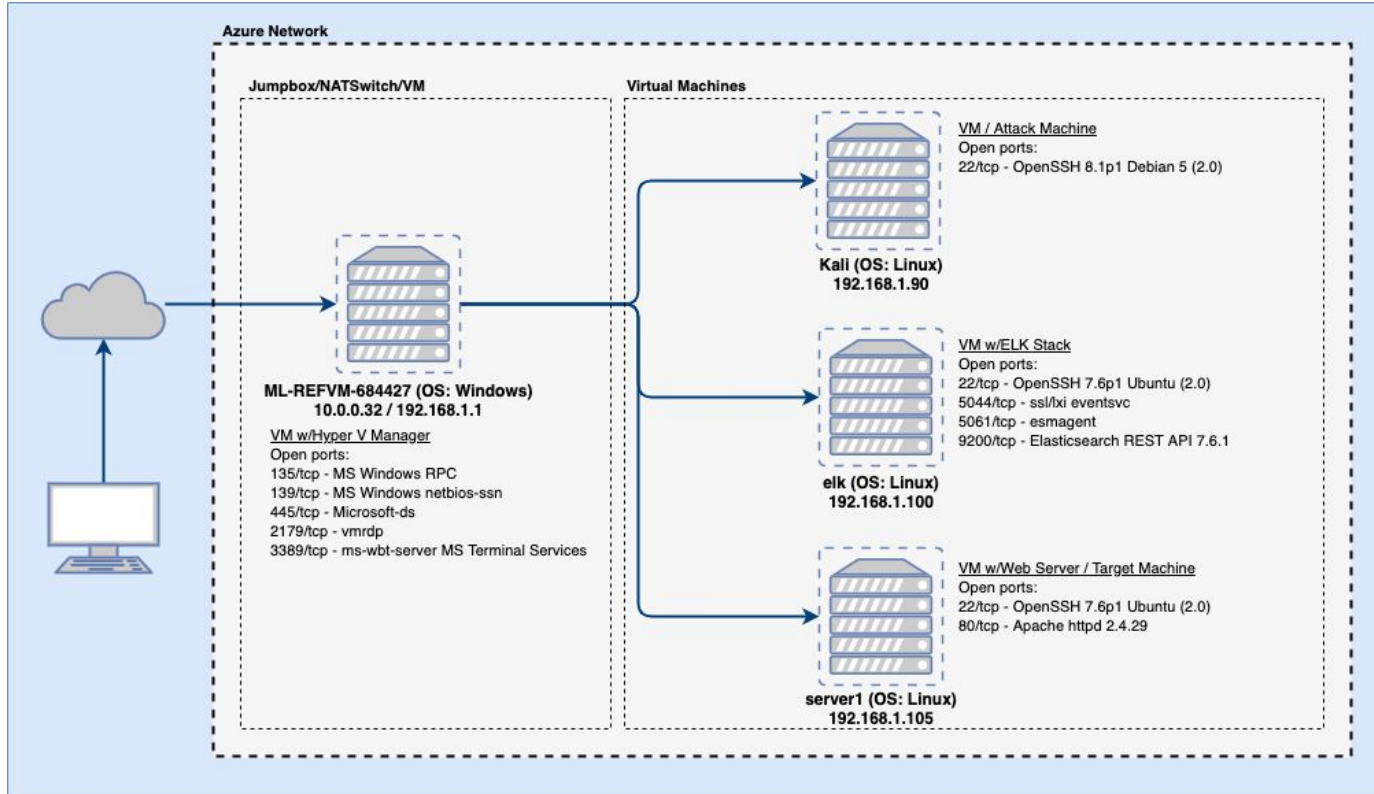 Azure Network
Jumpbox/NATSwitch/VM
ML-REFVM-684427 (OS: Windows)
10.0.0.32 / 192.168.1.1
VM w/Hyper V Manager
Open ports:
135/tcp - MS Windows RPC
139/tcp - MS Windows netbios-ssn
445/tcp - Microsoft-ds
2179/tcp - vmrdp
3389/tcp - ms-wbt-server MS Terminal Services
Virtual Machines
VM / Attack Machine
Open ports:
22/tcp - OpenSSH 8.1p1 Debian 5 (2.0)
Kali (OS: Linux)
192.168.1.90
VM w/ELK Stack
Open ports:
22/tcp - OpenSSH 7.6p1 Ubuntu (2.0)
5044/tcp - ssl/lxi eventsvc
5061/tcp - esmagent
9200/tcp - Elasticsearch REST API 7.6.1
elk (OS: Linux)
192.168.1.100
VM w/Web Server / Target Machine
Open ports:
22/tcp - OpenSSH 7.6p1 Ubuntu (2.0)
80/tcp - Apache httpd 2.4.29
server1 (OS: Linux)
192.168.1.105